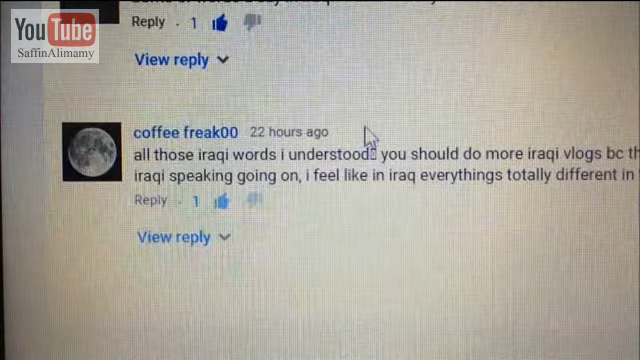 YouTube
SaffinAlimamy
Reply · 1
View reply
coffee freak00 22 hours ago
all those iraqi words i understood you should do more iraqi vlogs bc
iraqi speaking going on, i feel like in iraq everythings totally different in
Reply · 1
View reply